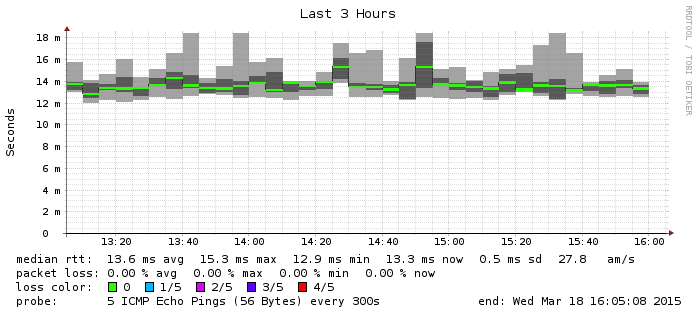 Last 3 Hours
RRDTOOL / TOBI OETIKER
Seconds
18 m
16 m
14 m
12 m
10 m
8 m
6 m
4 m
2 m
0
13:20 13:40 14:00 14:20 14:40 15:00 15:20 15:40 16:00
median rtt: 13.6 ms avg 15.3 ms max 12.9 ms min 13.3 ms now 0.5 ms sd 27.8 am/s
packet loss: 0.00 % avg 0.00 % max 0.00 % min 0.00 % now
loss color: 0 1/5 2/5 3/5 4/5
probe: 5 ICMP Echo Pings (56 Bytes) every 300s end: Wed Mar 18 16:05:08 2015